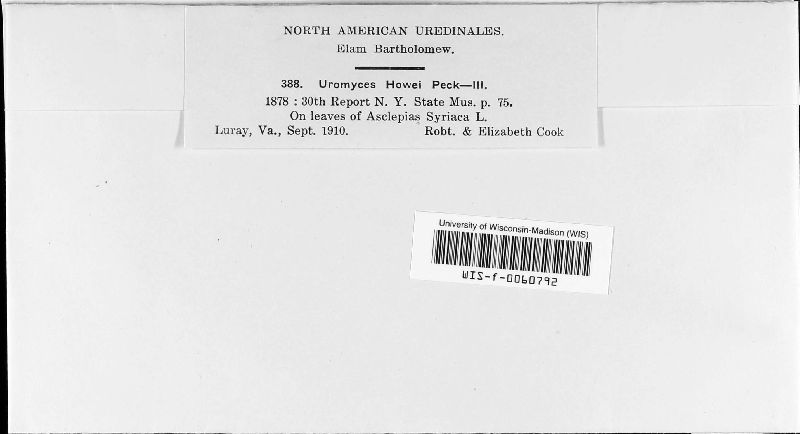 NORTH AMERICAN UREDINALES.
Elam Bartholomew.
388. Uromyces Howei Peck—III.
1878 : 30th Report N. Y. State Mus. p. 75.
On leaves of Asclepias Syriaca L.
Luray, Va., Sept. 1910. Robt. & Elizabeth Cook
University of Wisconsin-Madison (WIS)
WIS-f-0060792